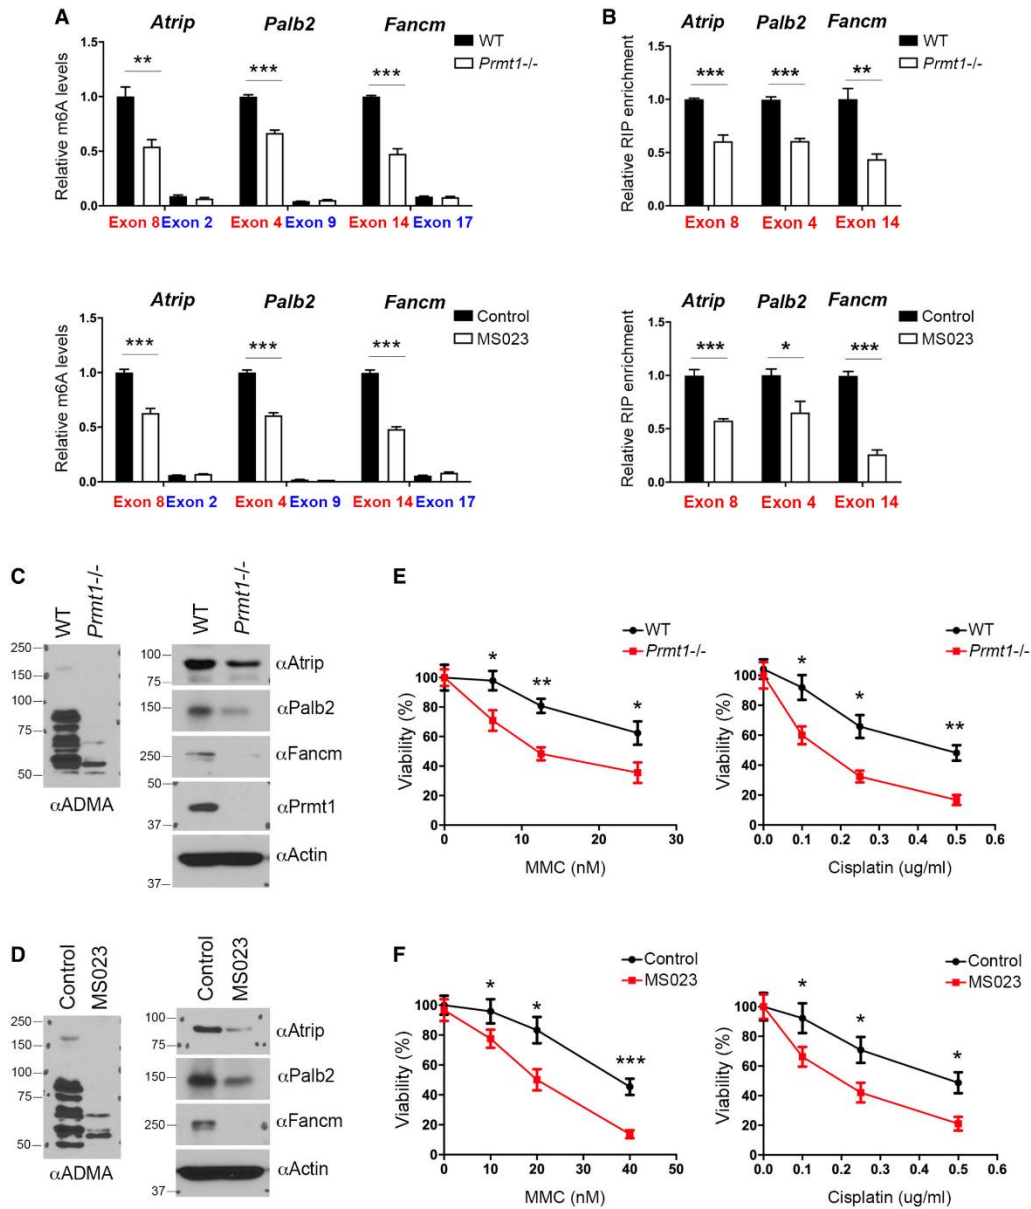 A
Atrip Palb2 Fancm
WT
Prmt1-/-
Relative m6A levels
1.5
1.0
0.5
0.0
** *** ***
Exon 8 Exon 2 Exon 4 Exon 9 Exon 14 Exon 17
B
Atrip Palb2 Fancm
WT
Prmt1-/-
Relative RIP enrichment
1.5
1.0
0.5
0.0
*** *** **
Exon 8 Exon 4 Exon 14
Atrip Palb2 Fancm
Control
MS023
Relative m6A levels
1.5
1.0
0.5
0.0
*** *** ***
Exon 8 Exon 2 Exon 4 Exon 9 Exon 14 Exon 17
Atrip Palb2 Fancm
Control
MS023
Relative RIP enrichment
1.5
1.0
0.5
0.0
*** * ***
Exon 8 Exon 4 Exon 14
C
WT Prmt1-/-
250
150
100
75
50
αADMA
WT Prmt1-/-
100
75
αAtrip
150
αPalb2
250
αFancm
50
37
αPrmt1
αActin
37
E
WT
Prmt1-/-
Viability (%)
100
80
60
40
20
0
* ** *
0 10 20 30
MMC (nM)
WT
Prmt1-/-
Viability (%)
100
80
60
40
20
0
* * **
0.0 0.1 0.2 0.3 0.4 0.5 0.6
Cisplatin (ug/ml)
D
Control MS023
250
150
100
75
50
αADMA
Control MS023
100
75
αAtrip
150
αPalb2
250
αFancm
αActin
37
F
Control
MS023
Viability (%)
100
80
60
40
20
0
* * ***
0 10 20 30 40 50
MMC (nM)
Control
MS023
Viability (%)
100
80
60
40
20
0
* * *
0.0 0.1 0.2 0.3 0.4 0.5 0.6
Cisplatin (ug/ml)